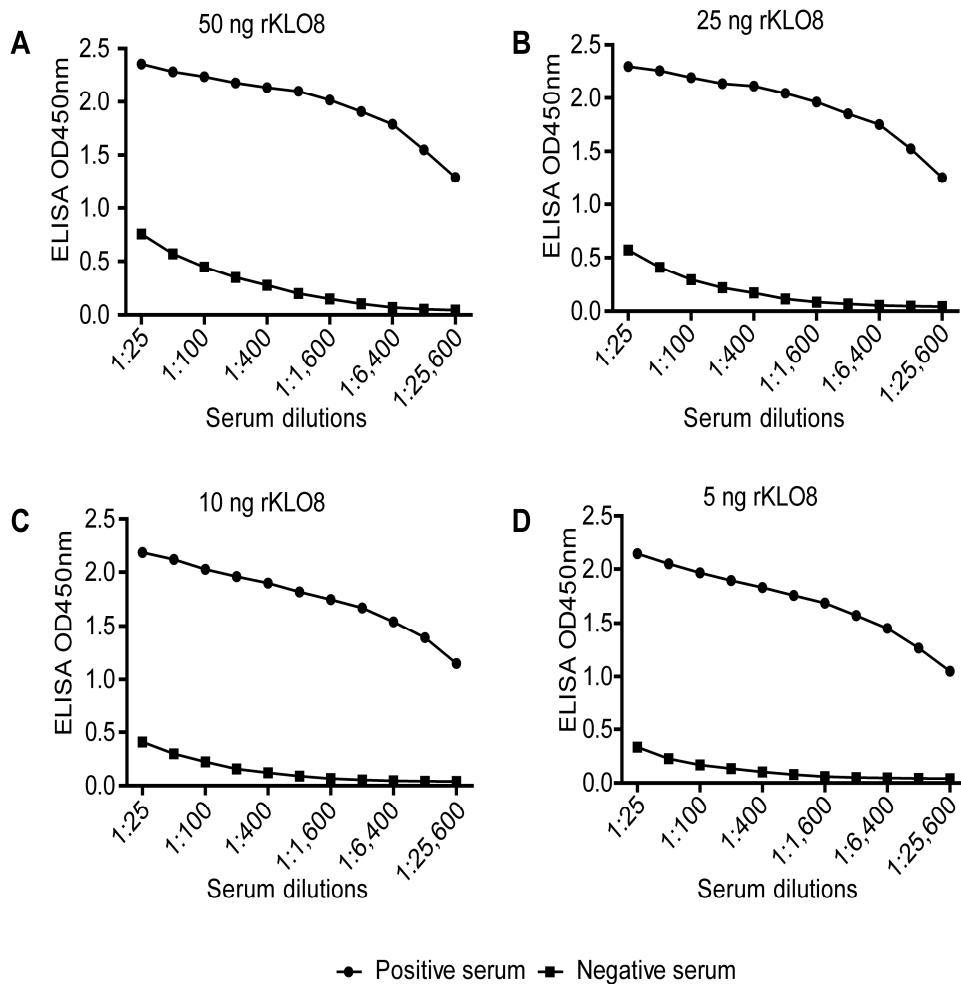 A
50 ng rKLO8
ELISA OD450nm
2.5
2.0
1.5
1.0
0.5
0.0
1:25
1:100
1:400
1:1,600
1:6,400
1:25,600
Serum dilutions
B
25 ng rKLO8
ELISA OD450nm
2.5
2.0
1.5
1.0
0.5
0.0
1:25
1:100
1:400
1:1,600
1:6,400
1:25,600
Serum dilutions
C
10 ng rKLO8
ELISA OD450nm
2.5
2.0
1.5
1.0
0.5
0.0
1:25
1:100
1:400
1:1,600
1:6,400
1:25,600
Serum dilutions
D
5 ng rKLO8
ELISA OD450nm
2.5
2.0
1.5
1.0
0.5
0.0
1:25
1:100
1:400
1:1,600
1:6,400
1:25,600
Serum dilutions
Positive serum
Negative serum